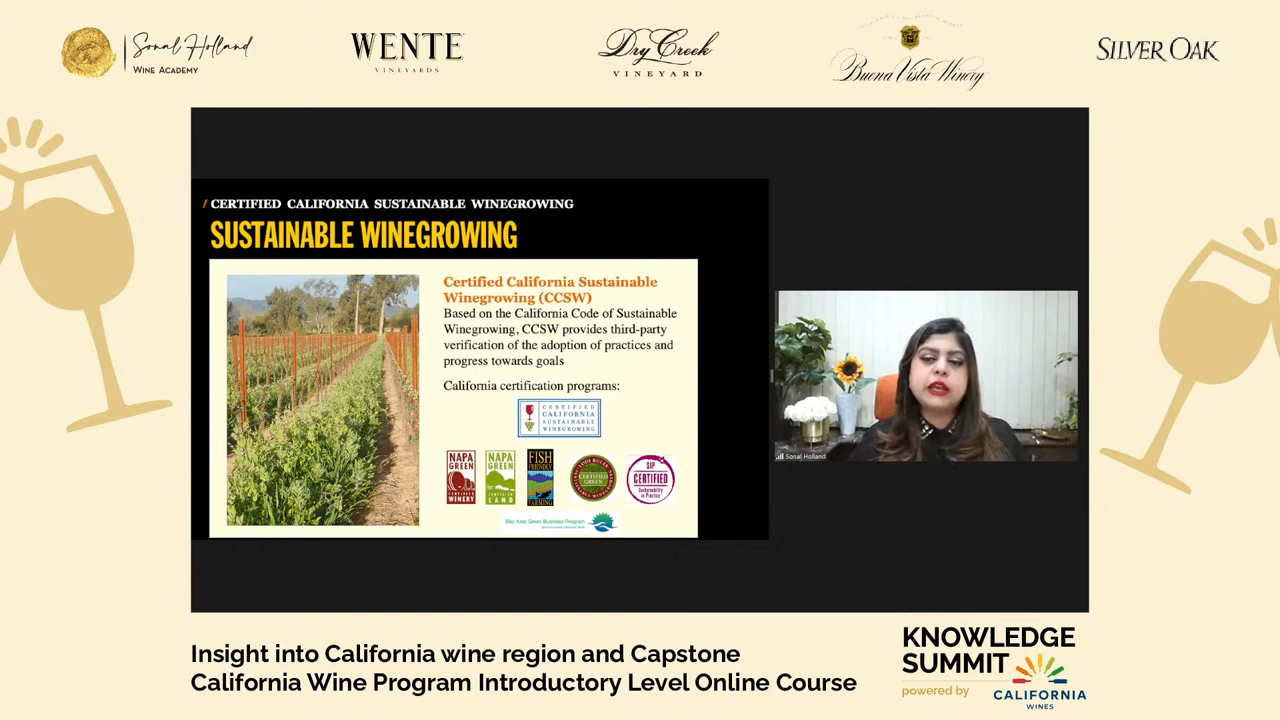 Sonal Holland
WINE ACADEMY
WENTE
VINEYARDS
Dry Creek
VINEYARD
Buena Vista Winery
SILVER OAK
/ CERTIFIED CALIFORNIA SUSTAINABLE WINEGROWING
SUSTAINABLE WINEGROWING
Certified California Sustainable
Winegrowing (CCSW)
Based on the California Code of Sustainable
Winegrowing, CCSW provides third-party
verification of the adoption of practices and
progress towards goals
California certification programs:
CERTIFIED
CALIFORNIA
SUSTAINABLE
WINEGROWING
NAPA
GREEN
CERTIFIED
WINERY
NAPA
GREEN
CERTIFIED
LAND
FISH
FRIENDLY
FARMING
CERTIFIED
GREEN
SIP
CERTIFIED
Sustainability
in Practice
Bay Area Green Business Program
Sonal Holland
Insight into California wine region and Capstone
California Wine Program Introductory Level Online Course
KNOWLEDGE
SUMMIT
powered by
CALIFORNIA
WINES